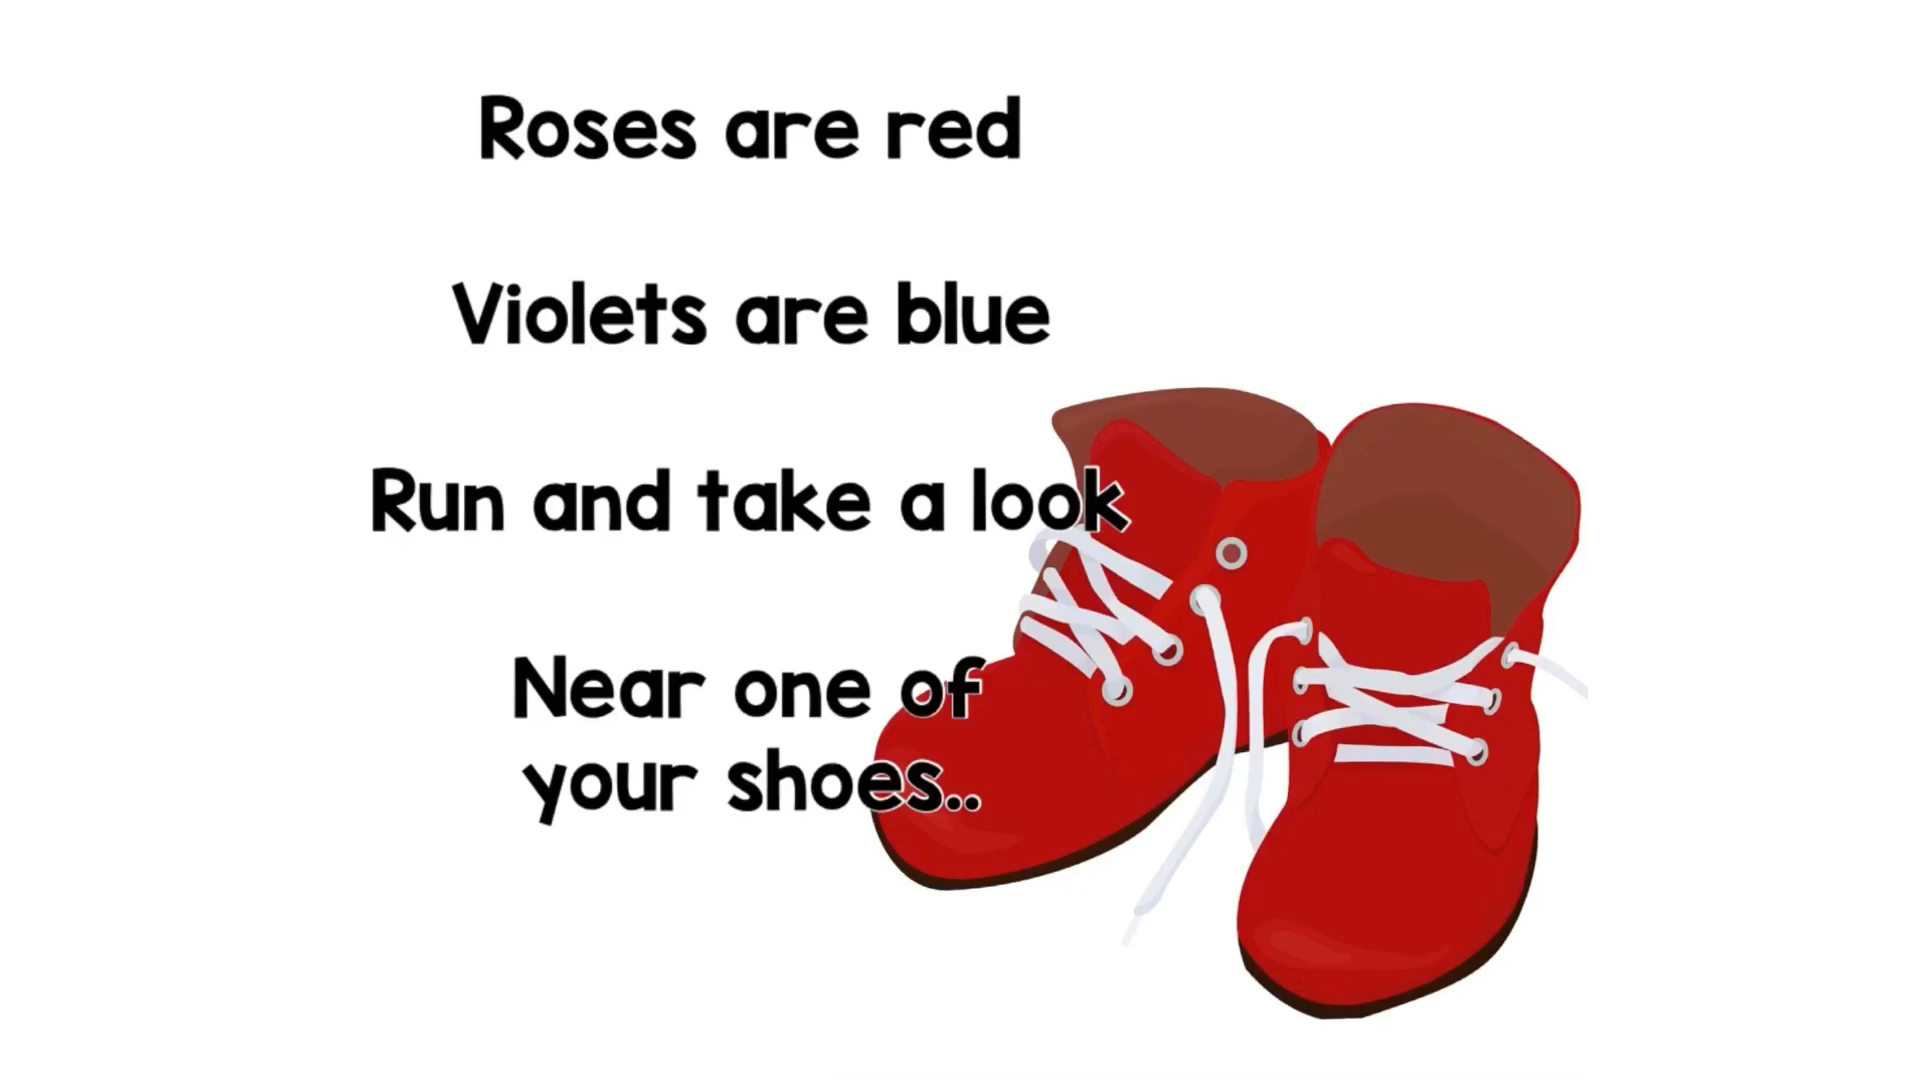 Roses are red
Violets are blue
Run and take a look
Near one of
your shoes..